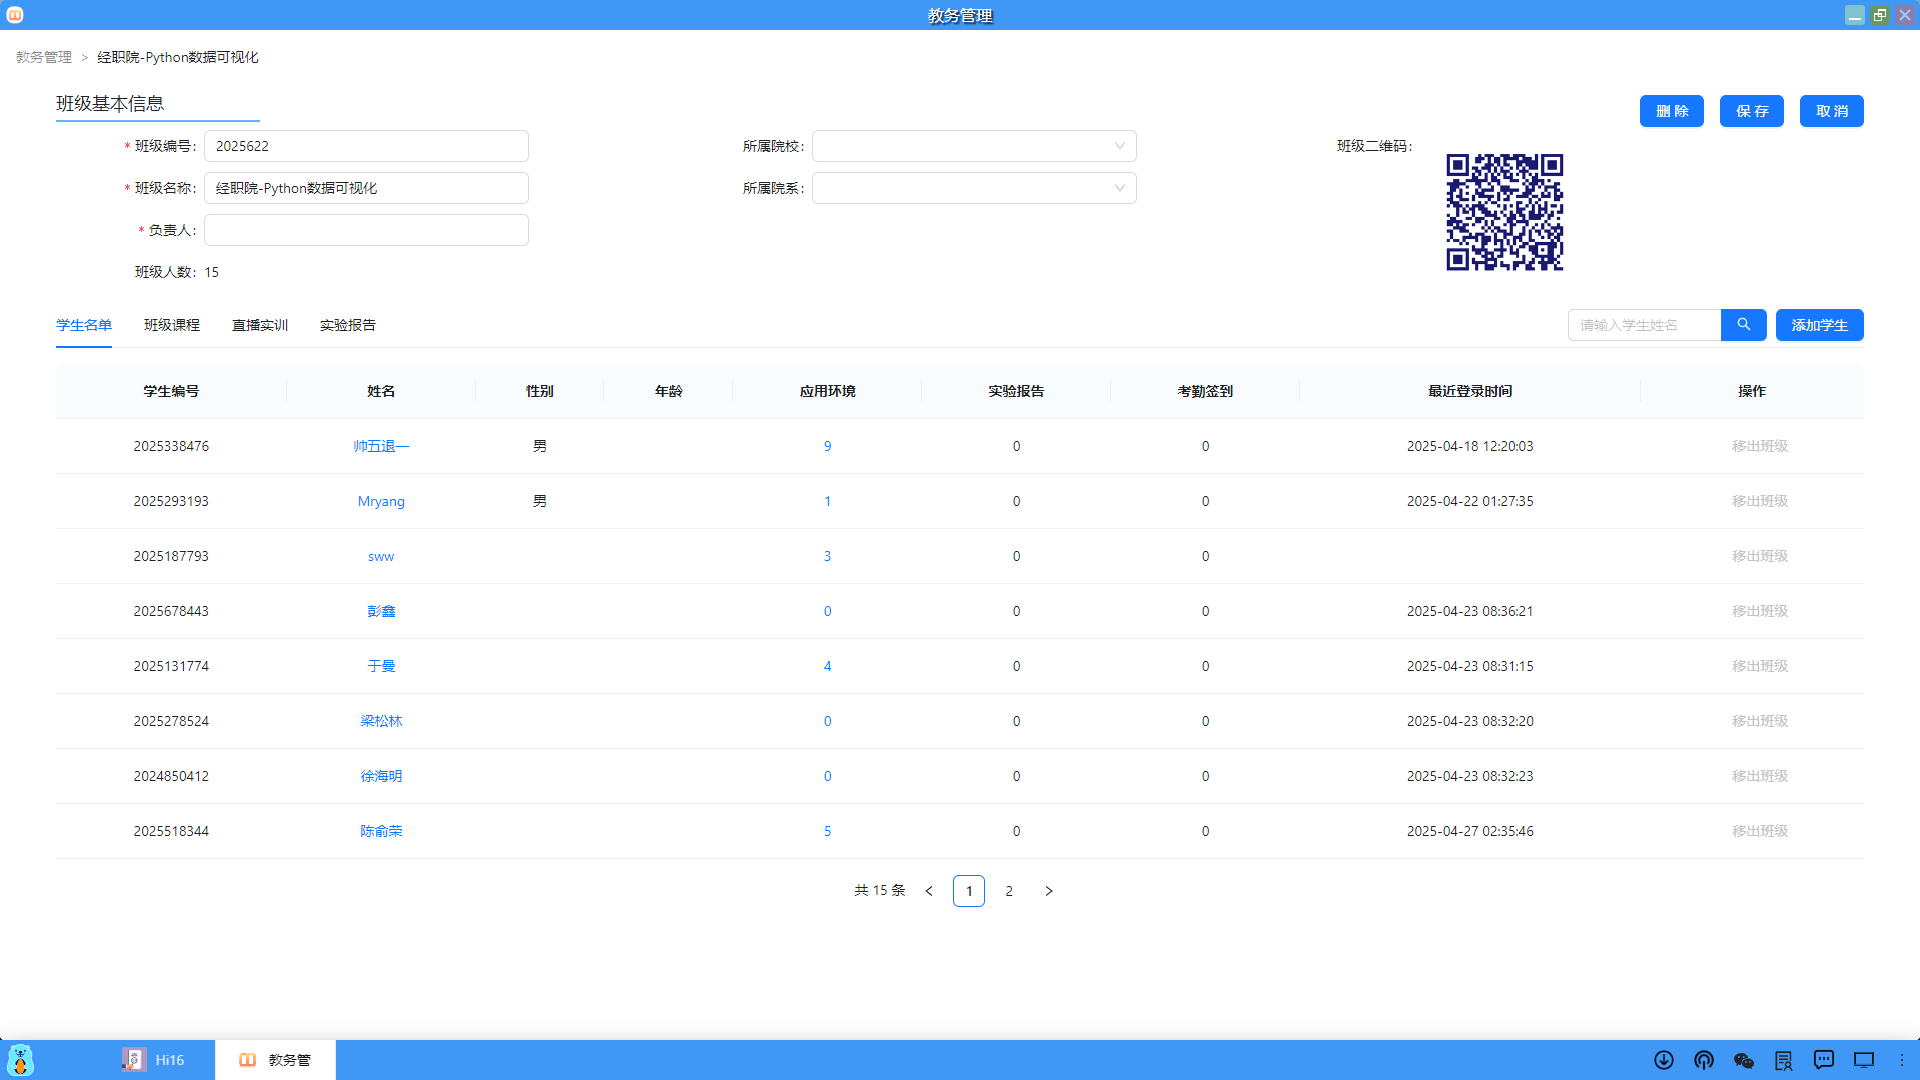 教务管理
教务管理 > 经职院-Python数据可视化
班级基本信息
删 除 保 存 取 消
* 班级编号: 2025622 所属院校: 班级二维码:
* 班级名称: 经职院-Python数据可视化 所属院系:
* 负责人:
班级人数: 15
学生名单 班级课程 直播实训 实验报告 请输入学生姓名 添加学生
学生编号 姓名 性别 年龄 应用环境 实验报告 考勤签到 最近登录时间 操作
2025338476 帅五退一 男 9 0 0 2025-04-18 12:20:03 移出班级
2025293193 Mryang 男 1 0 0 2025-04-22 01:27:35 移出班级
2025187793 sww 3 0 0 移出班级
2025678443 彭鑫 0 0 0 2025-04-23 08:36:21 移出班级
2025131774 于曼 4 0 0 2025-04-23 08:31:15 移出班级
2025278524 梁松林 0 0 0 2025-04-23 08:32:20 移出班级
2024850412 徐海明 0 0 0 2025-04-23 08:32:23 移出班级
2025518344 陈俞荣 5 0 0 2025-04-27 02:35:46 移出班级
共 15 条 < 1 2 >
Hi16 教务管